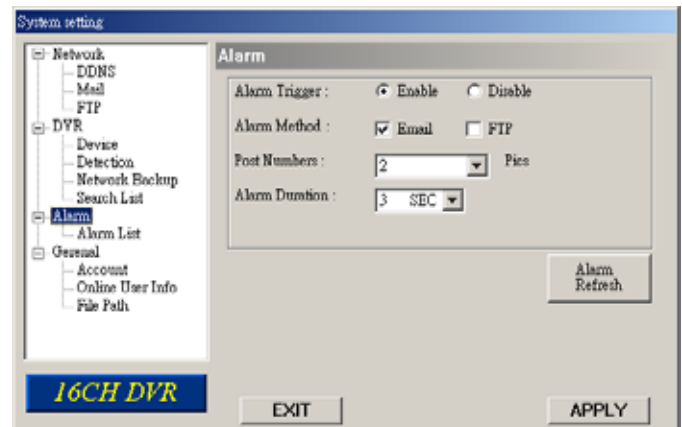 System setting
Network
DDNS
Mail
FTP
DVR
Device
Detection
Network Backup
Search List
Alarm
Alarm List
General
Account
Online User Info
File Path
16CH DVR
Alarm
Alarm Trigger : Enable Disable
Alarm Method : Email FTP
Post Numbers : 2 Pics
Alarm Duration : 3 SEC
Alarm
Refresh
EXIT APPLY